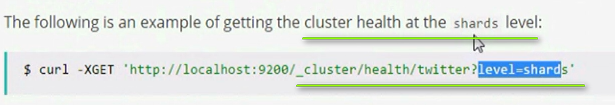 The following is an example of getting the cluster health at the shards level:
$ curl -XGET 'http://localhost:9200/_cluster/health/twitter?level=shards'